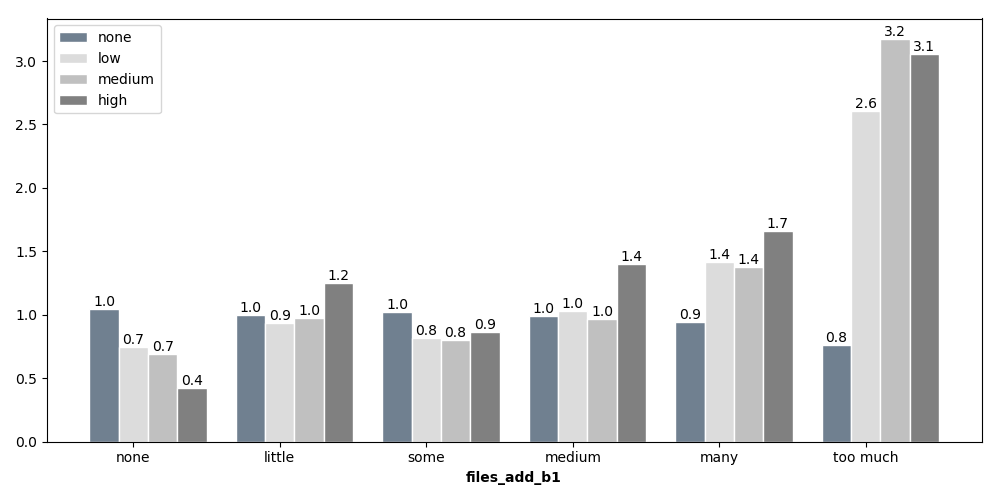 none
low
medium
high
3.0
2.5
2.0
1.5
1.0
0.5
0.0
1.0 0.7 0.7 0.4
1.0 0.9 1.0 1.2
1.0 0.8 0.8 0.9
1.0 1.0 1.0 1.4
0.9 1.4 1.4 1.7
0.8 2.6 3.2 3.1
none little some medium many too much
files_add_b1